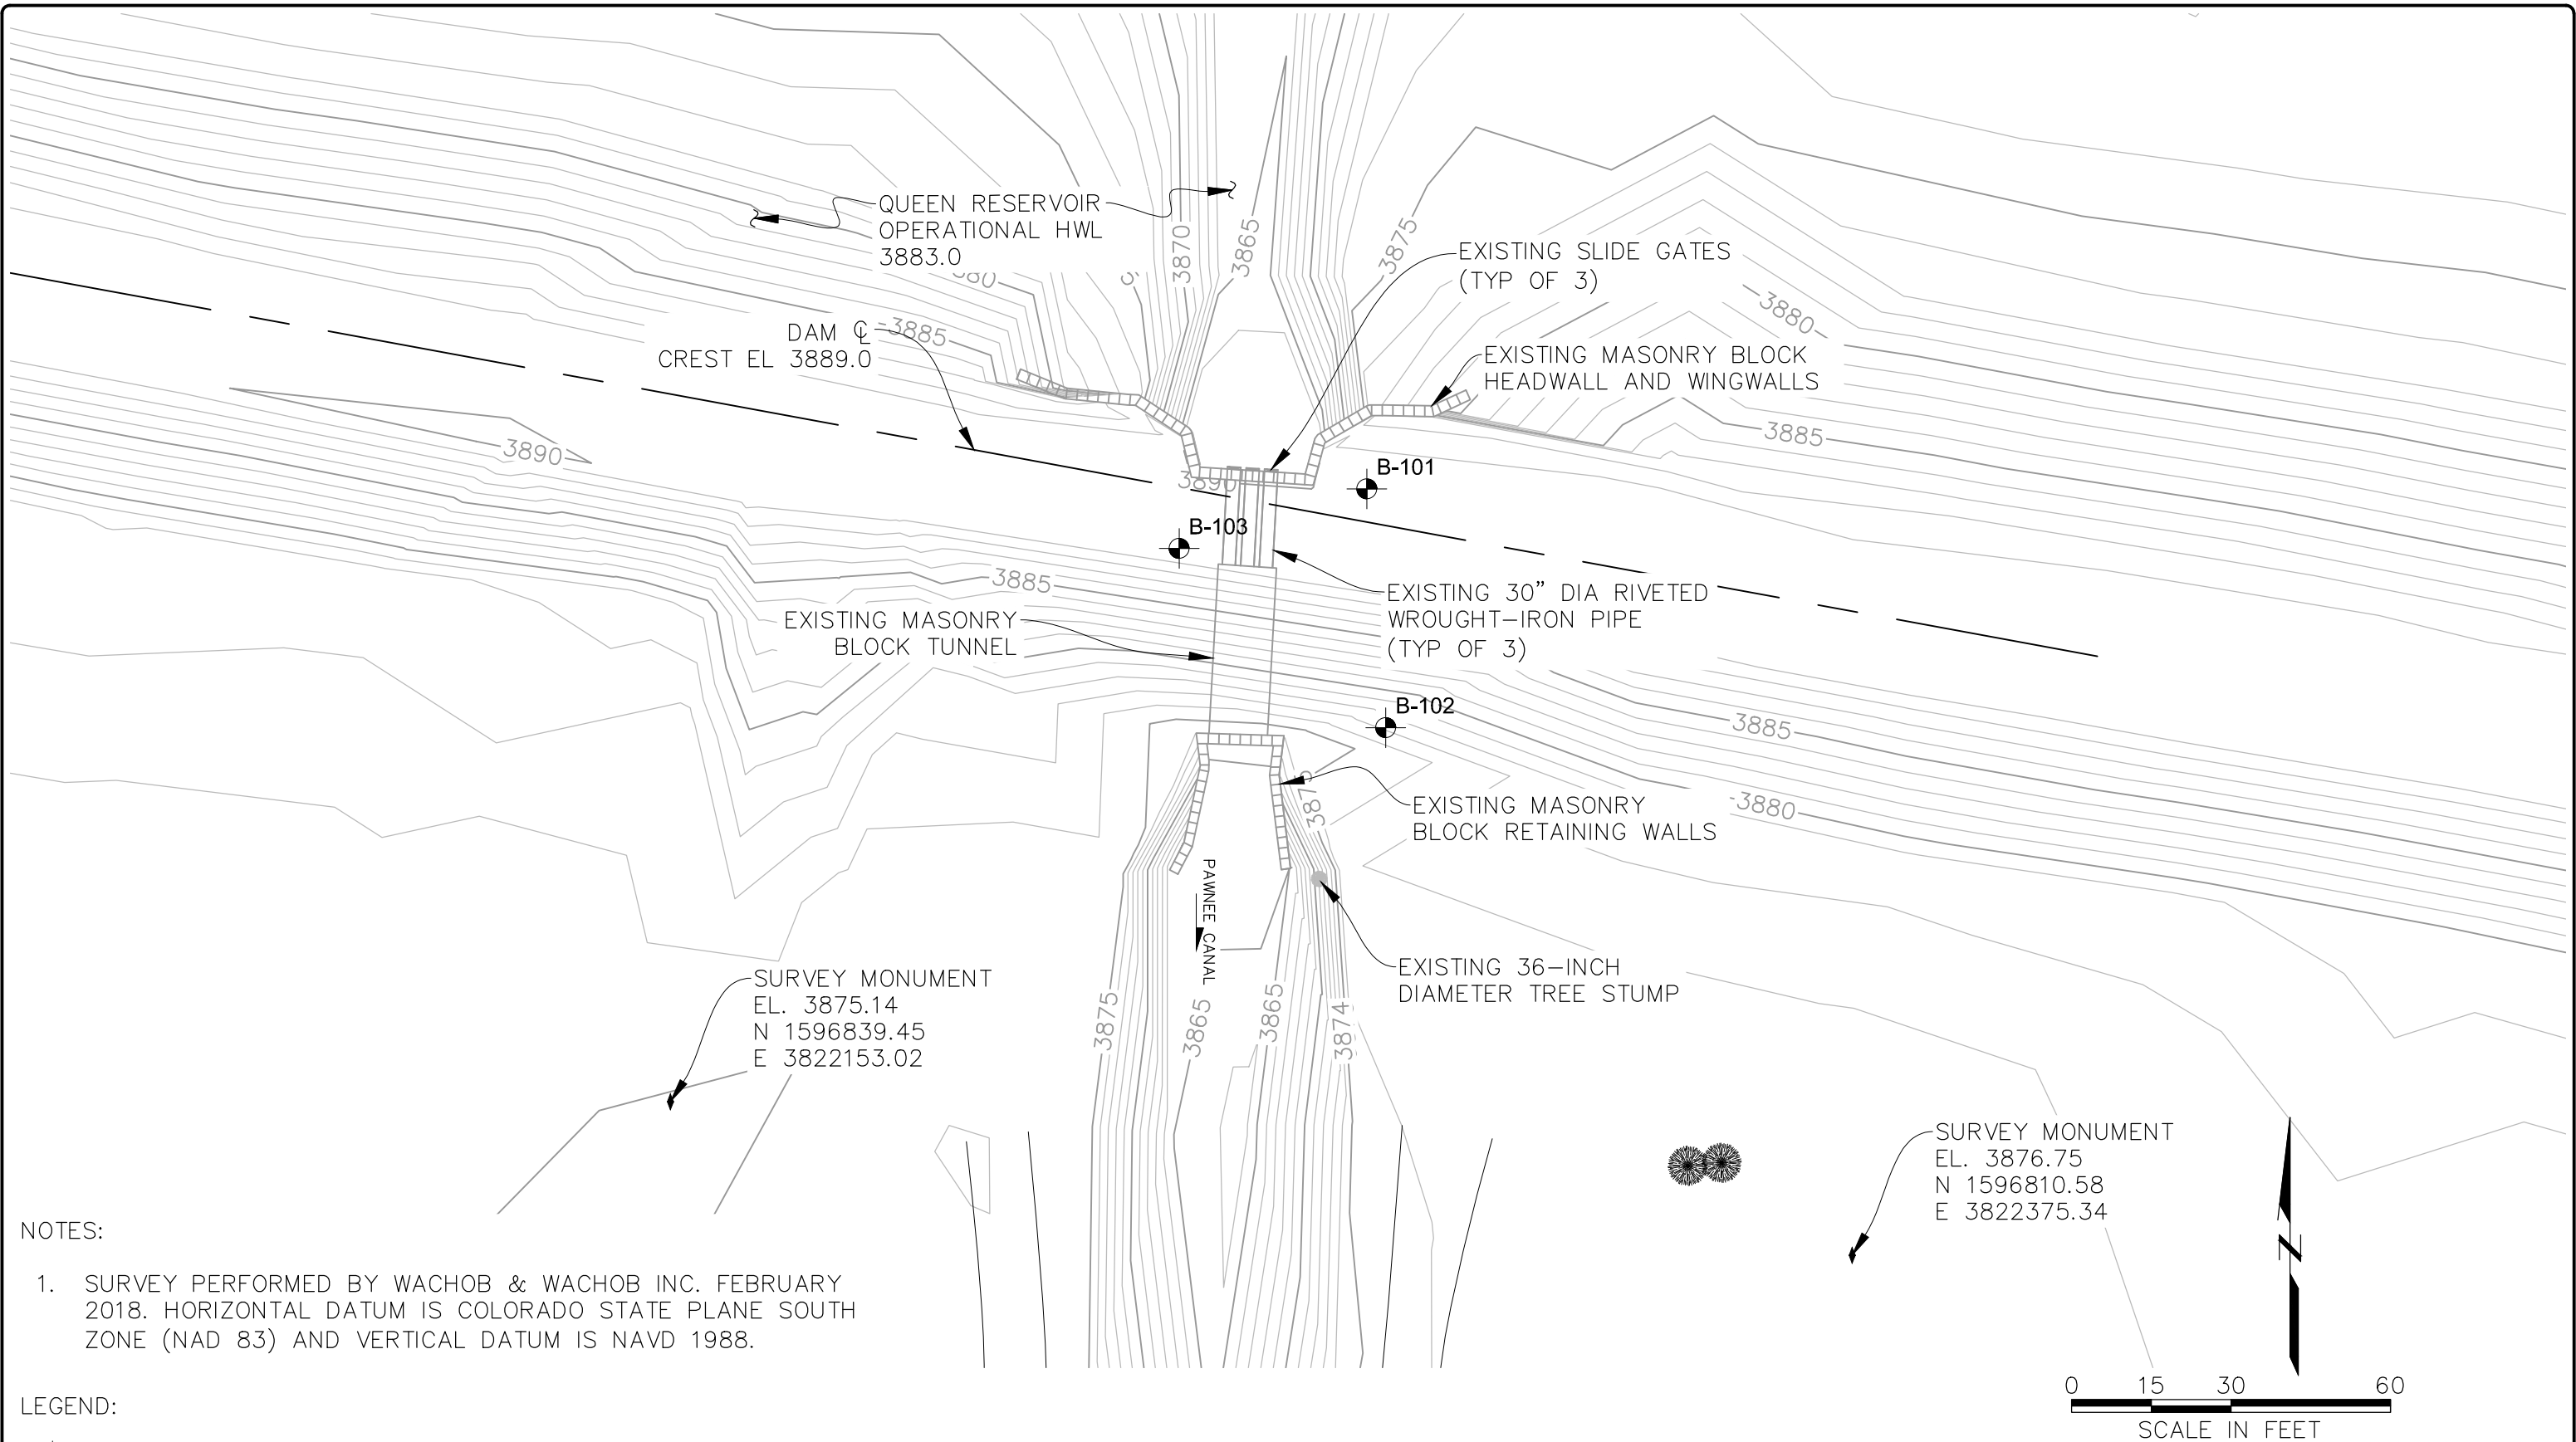 QUEEN RESERVOIR
OPERATIONAL HWL
3883.0
3870
3865
3875
EXISTING SLIDE GATES
(TYP OF 3)
3880
DAM ℄
CREST EL 3889.0
3885
EXISTING MASONRY BLOCK
HEADWALL AND WINGWALLS
3885
3890
3890
B-101
B-103
3885
EXISTING 30" DIA RIVETED
WROUGHT-IRON PIPE
(TYP OF 3)
EXISTING MASONRY
BLOCK TUNNEL
B-102
3885
3880
3875
EXISTING MASONRY
BLOCK RETAINING WALLS
PAWNEE CANAL
EXISTING 36-INCH
DIAMETER TREE STUMP
3875
3865
3865
3874
SURVEY MONUMENT
EL. 3875.14
N 1596839.45
E 3822153.02
SURVEY MONUMENT
EL. 3876.75
N 1596810.58
E 3822375.34
N
NOTES:
1. SURVEY PERFORMED BY WACHOB & WACHOB INC. FEBRUARY
2018. HORIZONTAL DATUM IS COLORADO STATE PLANE SOUTH
ZONE (NAD 83) AND VERTICAL DATUM IS NAVD 1988.
LEGEND:
0 15 30 60
SCALE IN FEET